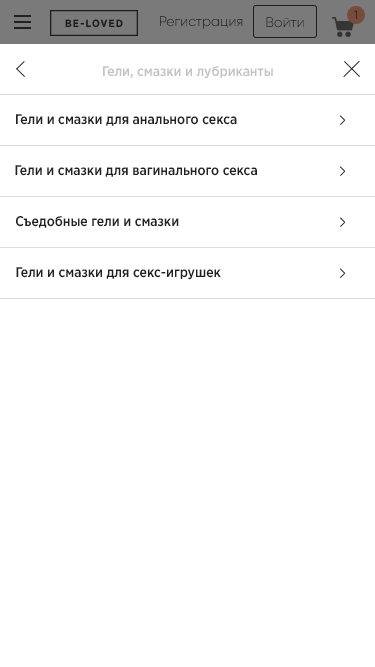 BE-LOVED
Регистрация
Войти
1
Гели, смазки и лубриканты
Гели и смазки для анального секса
Гели и смазки для вагинального секса
Съедобные гели и смазки
Гели и смазки для секс-игрушек